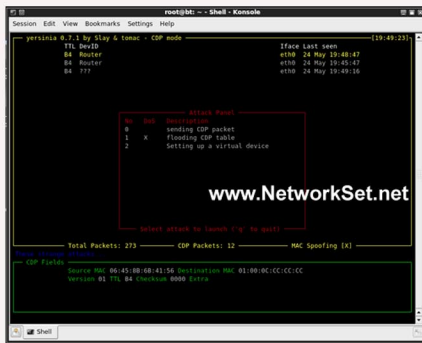 root@bt: ~ - Shell - Konsole
Session Edit View Bookmarks Settings Help
yersinia 0.7.1 by Slay & tomac - CDP mode [19:49:23]
TTL DevID Iface Last seen
B4 Router eth0 24 May 19:48:47
B4 Router eth0 24 May 19:45:47
B4 ??? eth0 24 May 19:49:16
Attack Panel
No DoS Description
0 sending CDP packet
1 X flooding CDP table
2 Setting up a virtual device
www.NetworkSet.net
Select attack to launch ('q' to quit)
Total Packets: 273 CDP Packets: 12 MAC Spoofing [X]
CDP Fields
Source MAC 06:45:8B:6B:41:56 Destination MAC 01:00:0C:CC:CC:CC
Version 01 TTL B4 Checksum 0000 Extra
Shell